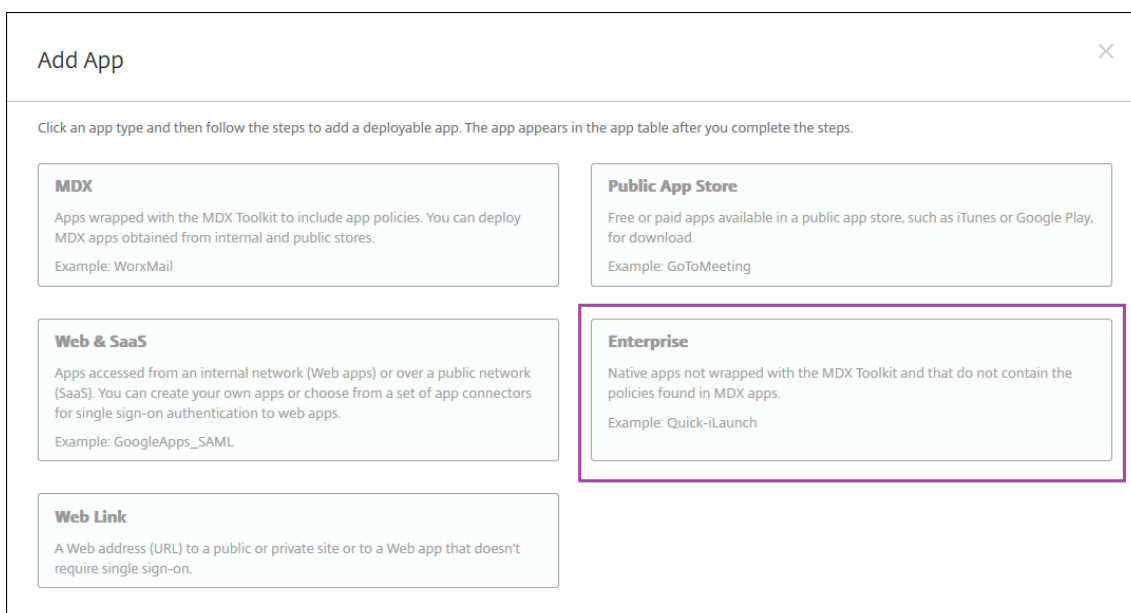 Add App
Click an app type and then follow the steps to add a deployable app. The app appears in the app table after you complete the steps.
MDX
Apps wrapped with the MDX Toolkit to include app policies. You can deploy
MDX apps obtained from internal and public stores.
Example: WorxMail
Public App Store
Free or paid apps available in a public app store, such as iTunes or Google Play,
for download.
Example: GoToMeeting
Web & SaaS
Apps accessed from an internal network (Web apps) or over a public network
(SaaS). You can create your own apps or choose from a set of app connectors
for single sign-on authentication to web apps.
Example: GoogleApps_SAML
Enterprise
Native apps not wrapped with the MDX Toolkit and that do not contain the
policies found in MDX apps.
Example: Quick-iLaunch
Web Link
A Web address (URL) to a public or private site or to a Web app that doesn't
require single sign-on.